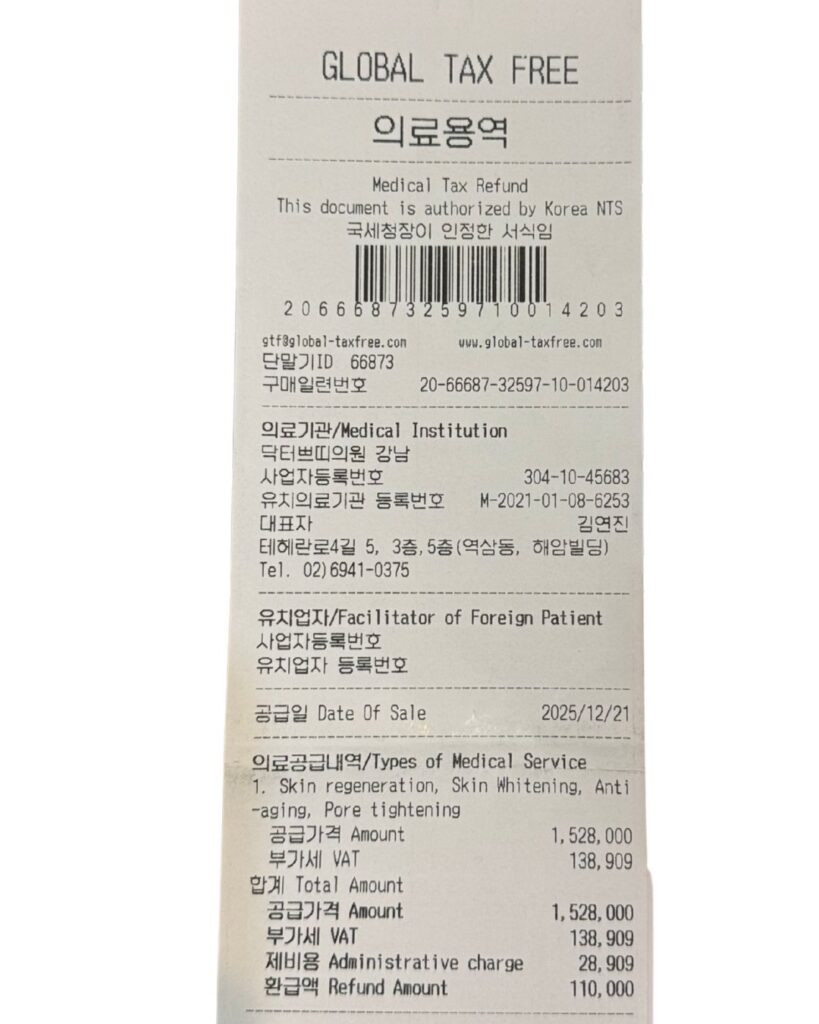 GLOBAL TAX FREE
의료용역
Medical Tax Refund
This document is authorized by Korea NTS
국세청장이 인정한 서식임
20666873259710014203
gtf@global-taxfree.com www.global-taxfree.com
단말기ID 66873
구매일련번호 20-66687-32597-10-014203
의료기관/Medical Institution
닥터쁘띠의원 강남
사업자등록번호 304-10-45683
유치의료기관 등록번호 M-2021-01-08-6253
대표자 김연진
테헤란로4길 5, 3층,5층(역삼동, 해암빌딩)
Tel. 02)6941-0375
유치업자/Facilitator of Foreign Patient
사업자등록번호
유치업자 등록번호
공급일 Date Of Sale 2025/12/21
의료공급내역/Types of Medical Service
1. Skin regeneration, Skin Whitening, Anti
-aging, Pore tightening
공급가격 Amount 1,528,000
부가세 VAT 138,909
합계 Total Amount
공급가격 Amount 1,528,000
부가세 VAT 138,909
제비용 Administrative charge 28,909
환급액 Refund Amount 110,000